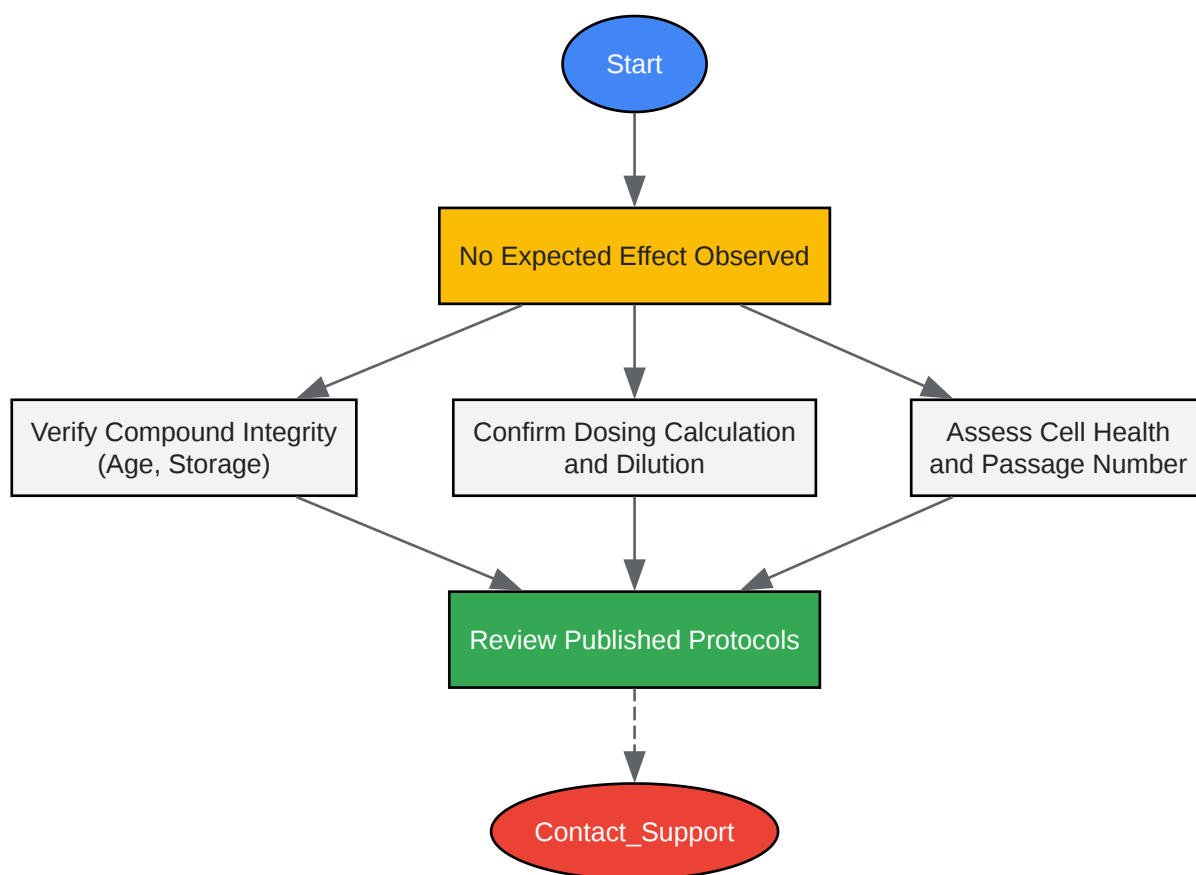 Start
No Expected Effect Observed
Verify Compound Integrity
(Age, Storage)
Confirm Dosing Calculation
and Dilution
Assess Cell Health
and Passage Number
Review Published Protocols
Contact_Support